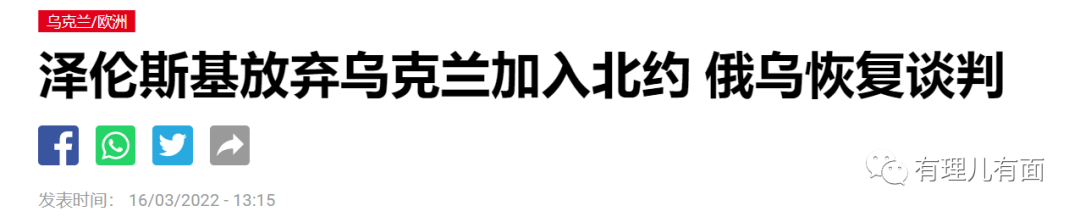 乌克兰/欧洲
泽伦斯基放弃乌克兰加入北约 俄乌恢复谈判
有理儿有面
发表时间： 16/03/2022 - 13:15